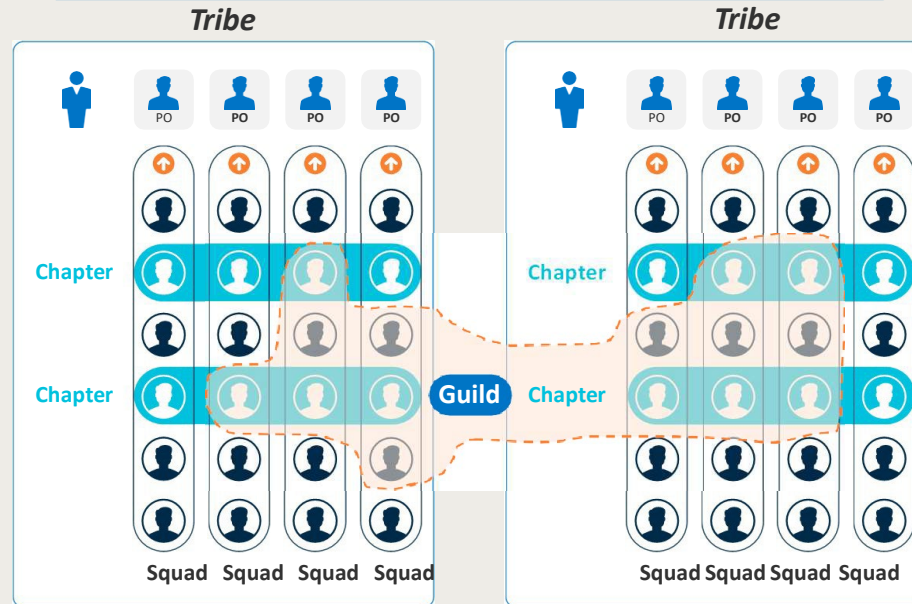 Tribe Tribe
PO PO PO PO PO PO PO PO
Chapter Chapter
Chapter Guild Chapter
Squad Squad Squad Squad Squad Squad Squad Squad